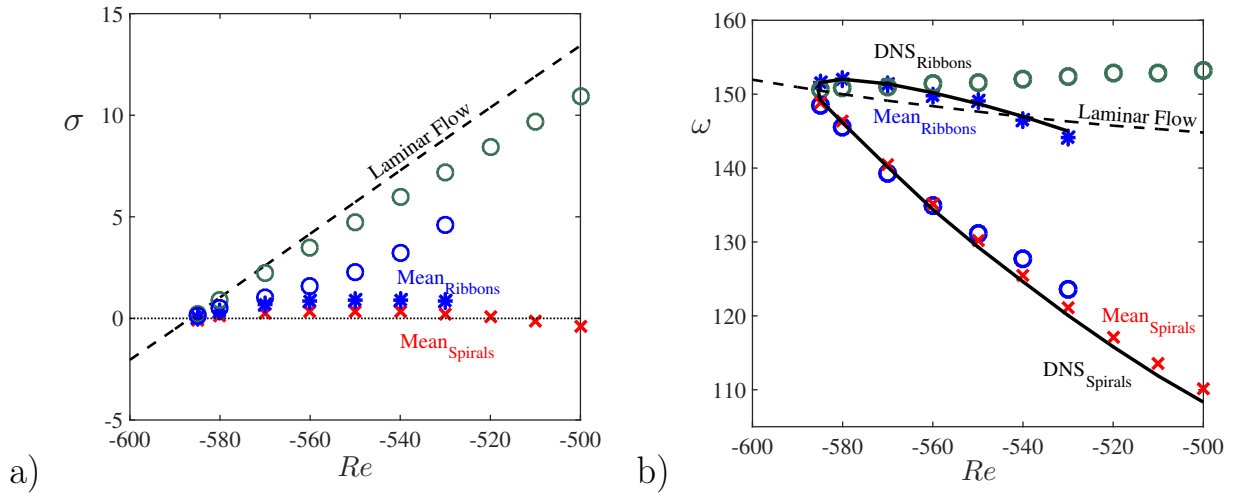 a)
σ
15
10
5
0
-5
-600
-580
-560
-540
-520
-500
Re
Laminar Flow
Mean_Ribbons
Mean_Spirals
b)
ω
160
150
140
130
120
110
-600
-580
-560
-540
-520
-500
Re
DNS_Ribbons
Laminar Flow
Mean_Ribbons
Mean_Spirals
DNS_Spirals